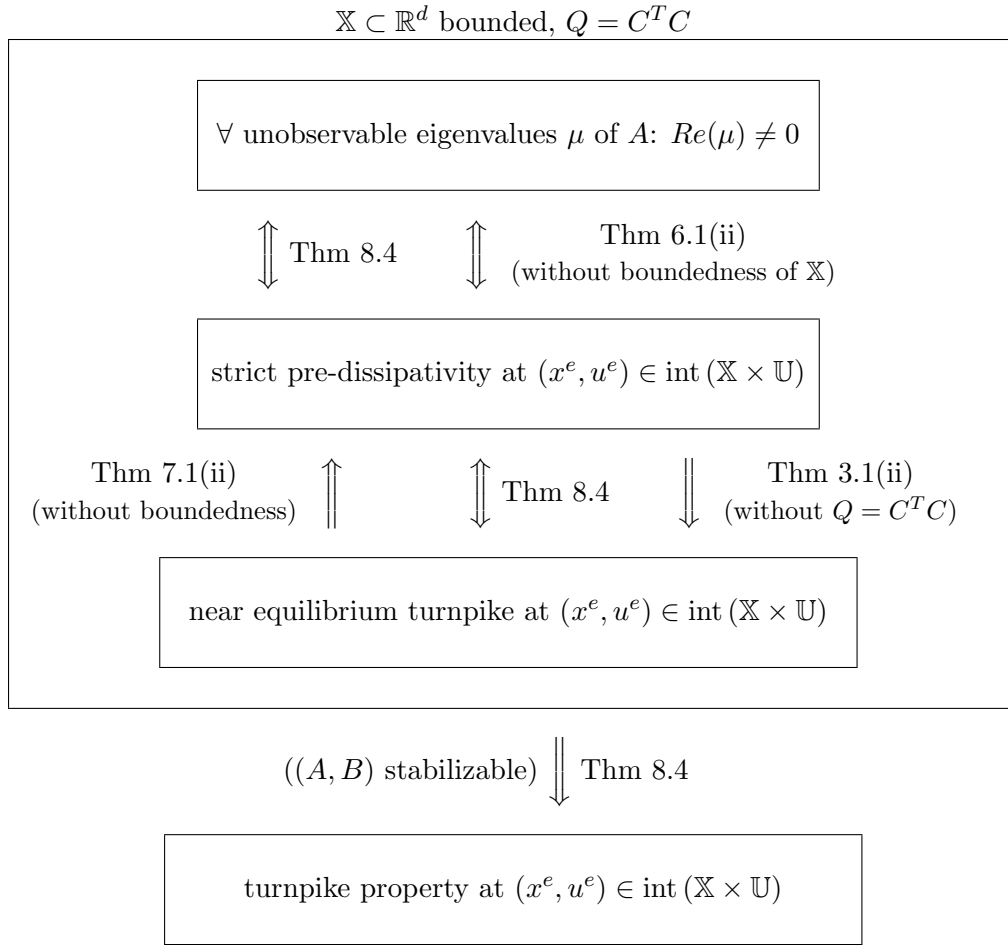 𝕏 ⊂ ℝ^d bounded, Q = C^T C
∀ unobservable eigenvalues μ of A: Re(μ) ≠ 0
⇕ Thm 8.4 ⇕ Thm 6.1(ii)
(without boundedness of 𝕏)
strict pre-dissipativity at (x^e, u^e) ∈ int (𝕏 × 𝕌)
Thm 7.1(ii) ⇑ ⇕ Thm 8.4 ⇓ Thm 3.1(ii)
(without boundedness) (without Q = C^T C)
near equilibrium turnpike at (x^e, u^e) ∈ int (𝕏 × 𝕌)
((A, B) stabilizable) ⇓ Thm 8.4
turnpike property at (x^e, u^e) ∈ int (𝕏 × 𝕌)